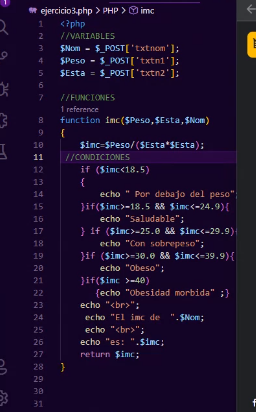 ejercicio3.php > PHP > imc
1 <?php
2 //VARIABLES
3 $Nom = $_POST['txtnom'];
4 $Peso = $_POST['txtn1'];
5 $Esta = $_POST['txtn2'];
6
7 //FUNCIONES
1 reference
8 function imc($Peso,$Esta,$Nom)
9 {
10 $imc=$Peso/($Esta*$Esta);
11 //CONDICIONES
12 if ($imc<18.5)
13 {
14 echo " Por debajo del peso"
15 }if($imc>=18.5 && $imc<=24.9){
16 echo "Saludable";
17 } if ($imc>=25.0 && $imc<=29.9)
18 echo "Con sobrepeso";
19 }if ($imc>=30.0 && $imc<=39.9){
20 echo "Obeso";
21 }if($imc >=40)
22 {echo "Obesidad morbida" ;}
23 echo "<br>";
24 echo "El imc de  ".$Nom;
25 echo "<br>";
26 echo "es: ".$imc;
27 return $imc;
28 }
29
30
31